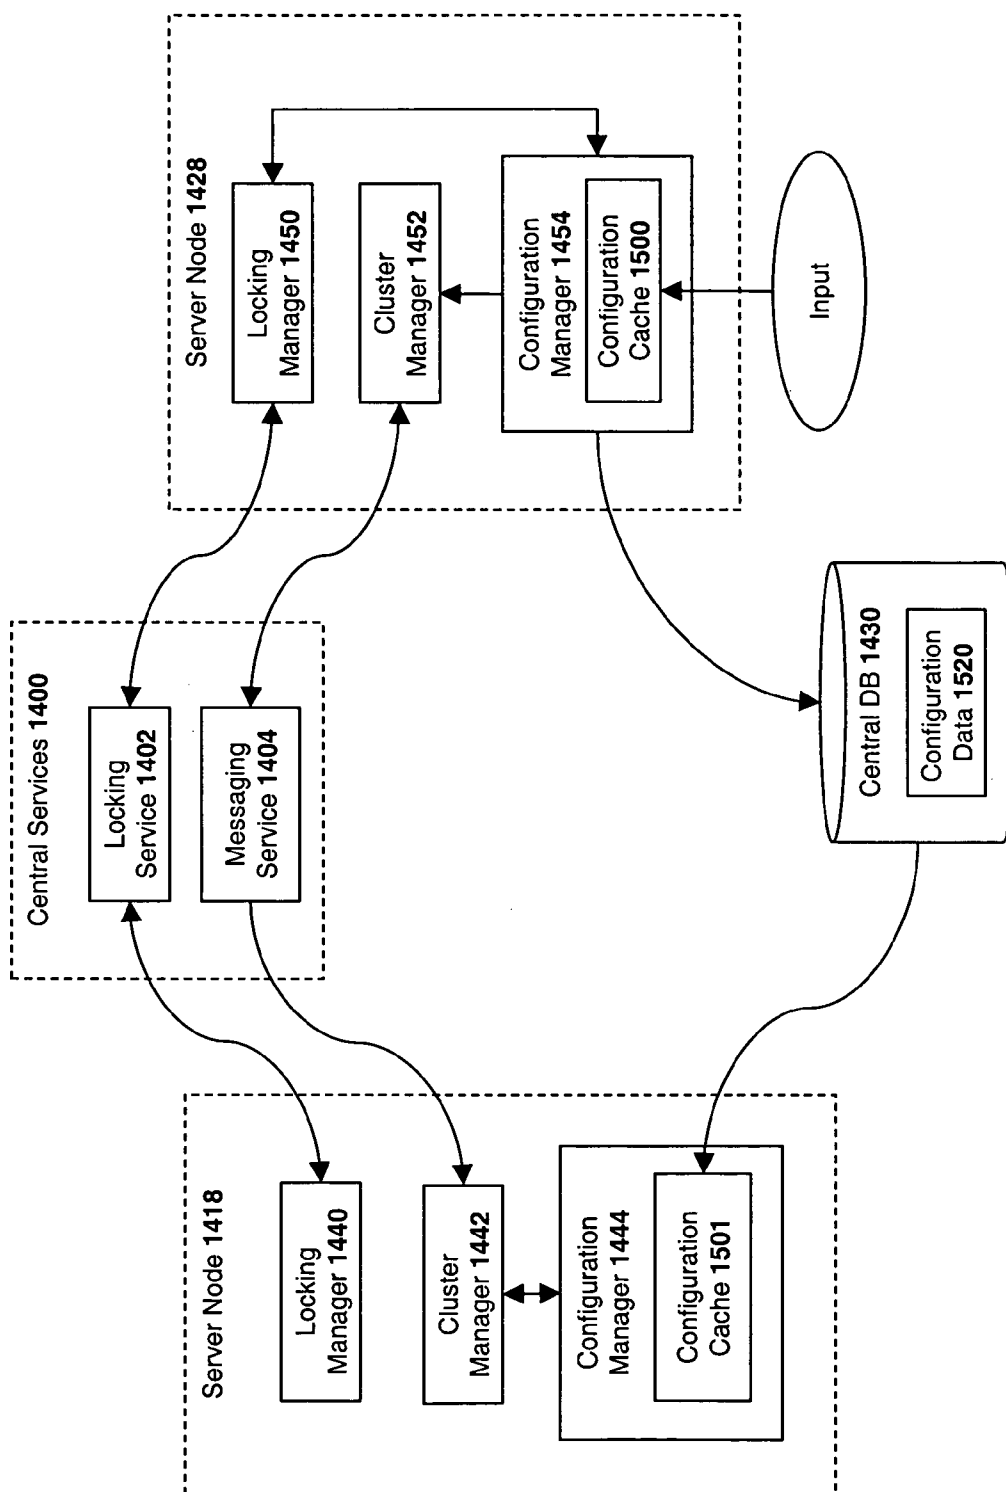 Server Node 1418
Locking
Manager 1440
Cluster
Manager 1442
Configuration
Manager 1444
Configuration
Cache 1501
Central Services 1400
Locking
Service 1402
Messaging
Service 1404
Central DB 1430
Configuration
Data 1520
Server Node 1428
Locking
Manager 1450
Cluster
Manager 1452
Configuration
Manager 1454
Configuration
Cache 1500
Input